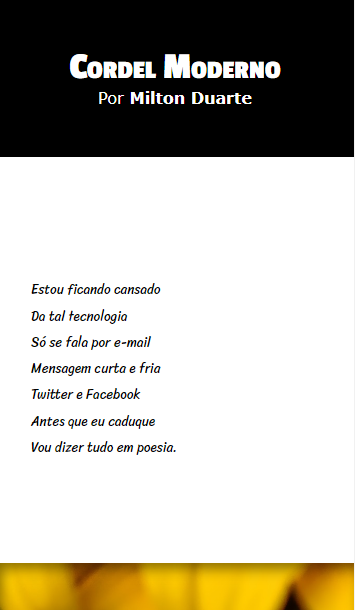 Cordel Moderno
Por Milton Duarte
Estou ficando cansado
Da tal tecnologia
Só se fala por e-mail
Mensagem curta e fria
Twitter e Facebook
Antes que eu caduque
Vou dizer tudo em poesia.